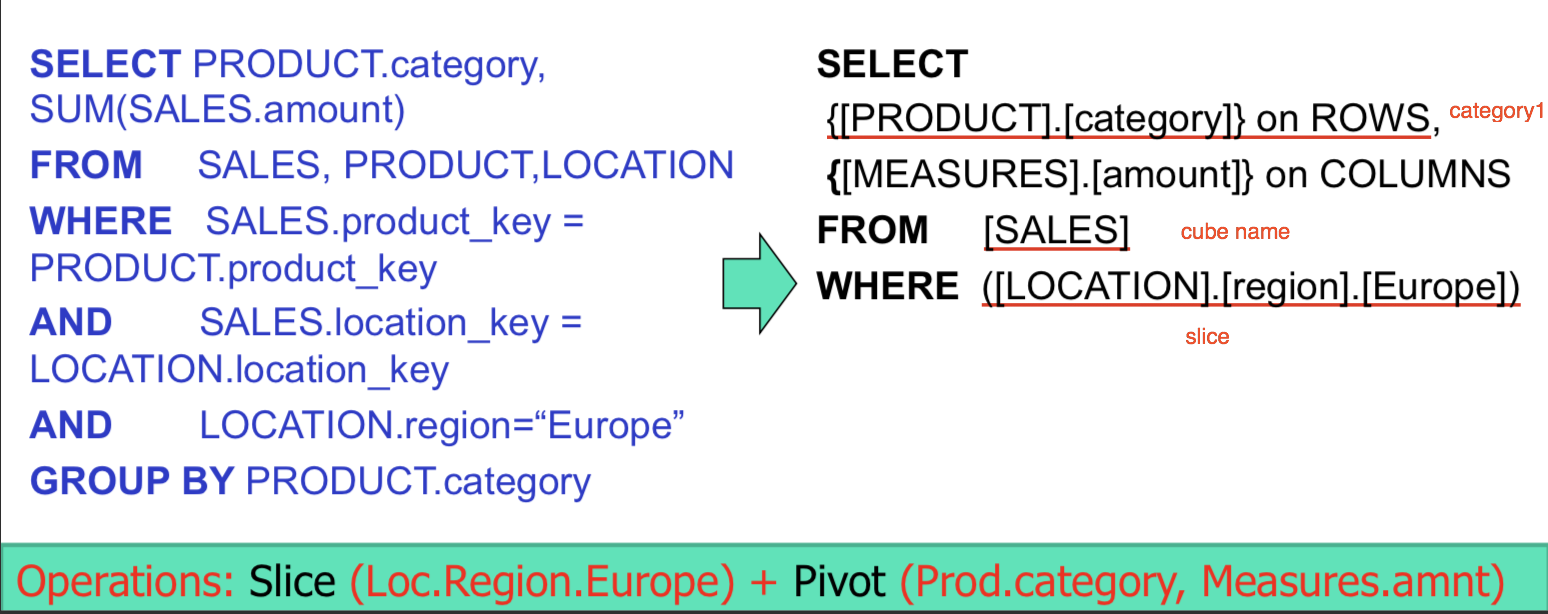 SELECT PRODUCT.category,
SUM(SALES.amount)
FROM SALES, PRODUCT,LOCATION
WHERE SALES.product_key =
PRODUCT.product_key
AND SALES.location_key =
LOCATION.location_key
AND LOCATION.region=“Europe”
GROUP BY PRODUCT.category
SELECT
{[PRODUCT].[category]} on ROWS, category1
{[MEASURES].[amount]} on COLUMNS
FROM [SALES] cube name
WHERE ([LOCATION].[region].[Europe])
slice
Operations: Slice (Loc.Region.Europe) + Pivot (Prod.category, Measures.amnt)